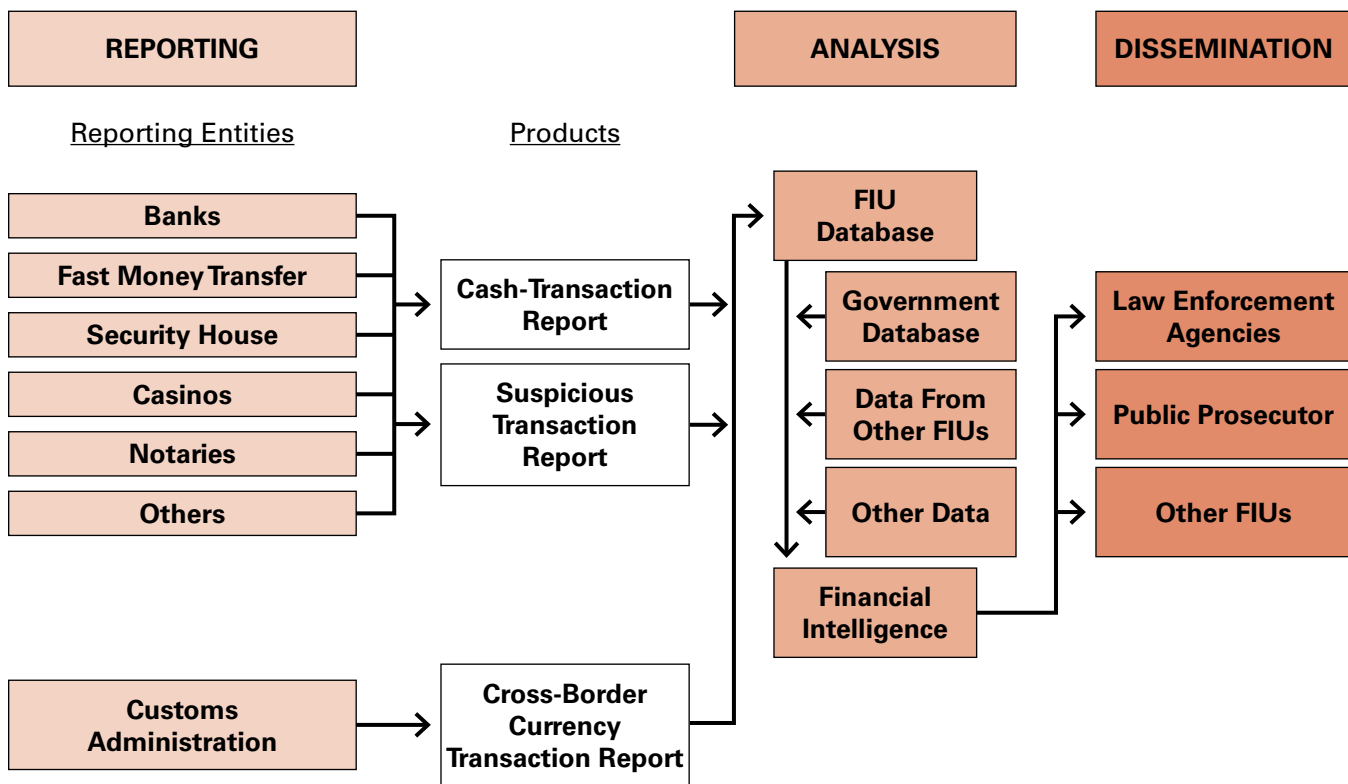 REPORTING
ANALYSIS
DISSEMINATION
Reporting Entities
Products
Banks
Fast Money Transfer
Security House
Casinos
Notaries
Others
Customs
Administration
Cash-Transaction
Report
Suspicious
Transaction
Report
Cross-Border
Currency
Transaction Report
FIU
Database
Government
Database
Data From
Other FIUs
Other Data
Financial
Intelligence
Law Enforcement
Agencies
Public Prosecutor
Other FIUs